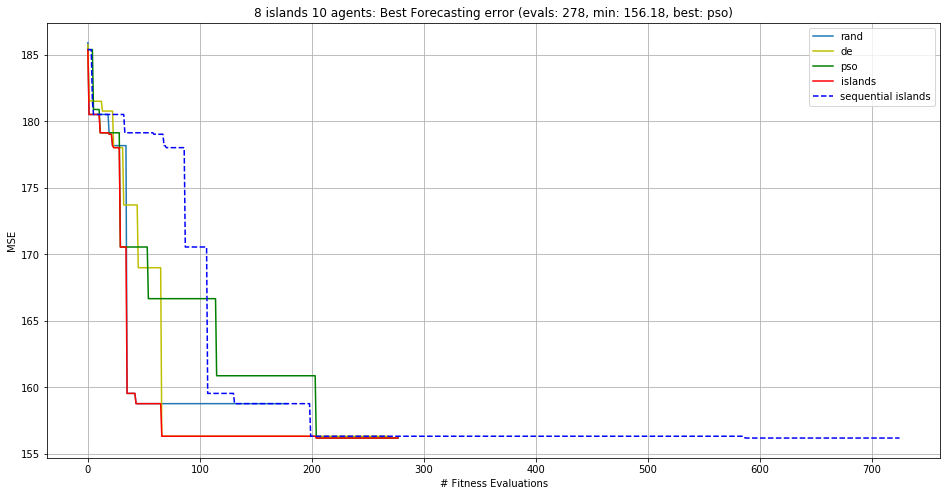 8 islands 10 agents: Best Forecasting error (evals: 278, min: 156.18, best: pso)
rand
de
pso
islands
sequential islands
MSE
185
180
175
170
165
160
155
0 100 200 300 400 500 600 700
# Fitness Evaluations